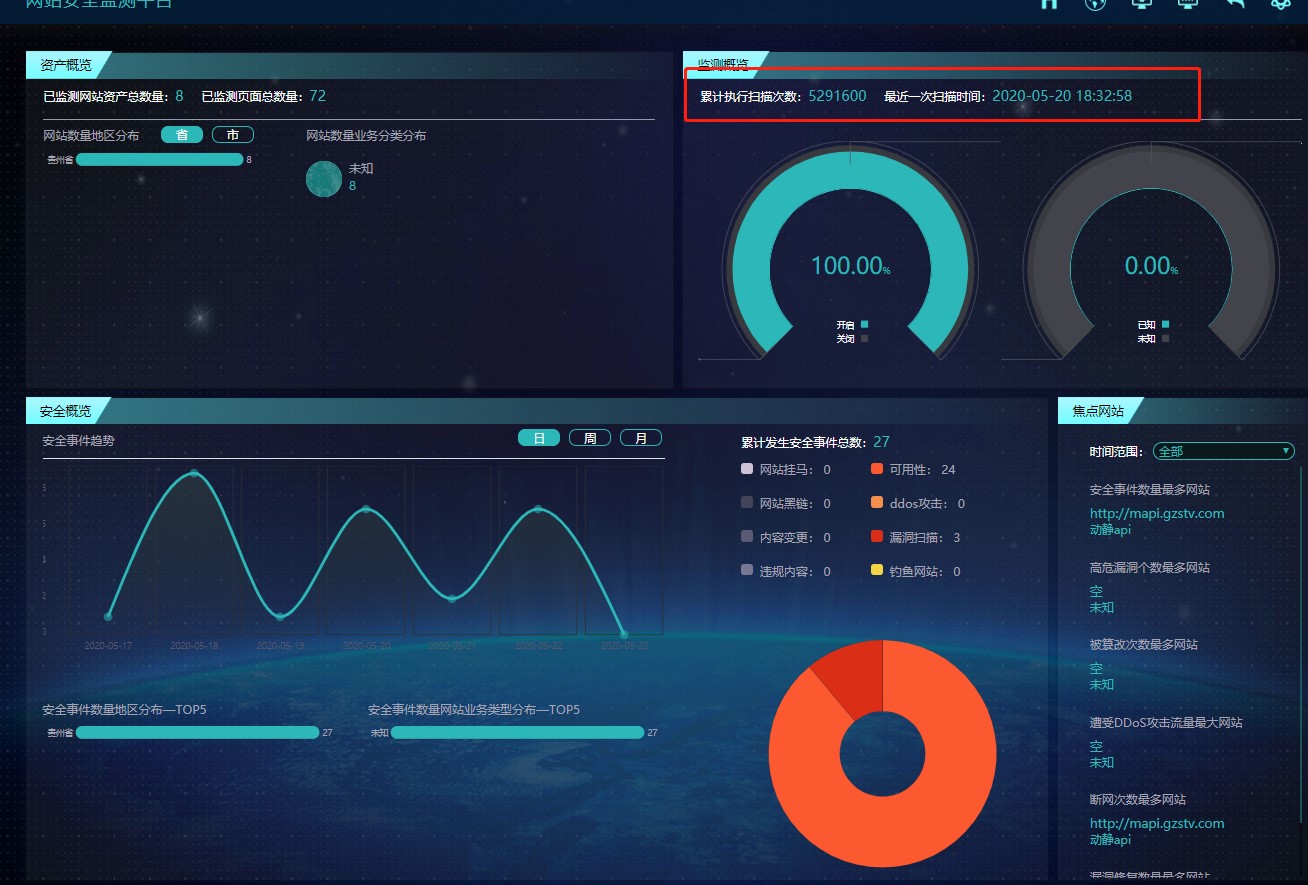 网站安全监测平台
资产概览
已监测网站资产总数量：8 已监测页面总数量：72
网站数量地区分布 省 市
贵州省 8
网站数量业务分类分布
未知
8
监测概览
累计执行扫描次数：5291600 最近一次扫描时间：2020-05-20 18:32:58
100.00%
开启
关闭
0.00%
已知
未知
安全概览
安全事件趋势
日 周 月
2020-05-17 2020-05-18 2020-05-19 2020-05-20 2020-05-21 2020-05-22 2020-05-23
安全事件数量地区分布—TOP5
贵州省 27
安全事件数量网站业务类型分布—TOP5
未知 27
累计发生安全事件总数：27
网站挂马：0 可用性：24
网站黑链：0 ddos攻击：0
内容变更：0 漏洞扫描：3
违规内容：0 钓鱼网站：0
焦点网站
时间范围： 全部
安全事件数量最多网站
http://mapi.gzstv.com
动静api
高危漏洞个数最多网站
空
未知
被篡改次数最多网站
空
未知
遭受DDoS攻击流量最大网站
空
未知
断网次数最多网站
http://mapi.gzstv.com
动静api
漏洞修复数量最多网站